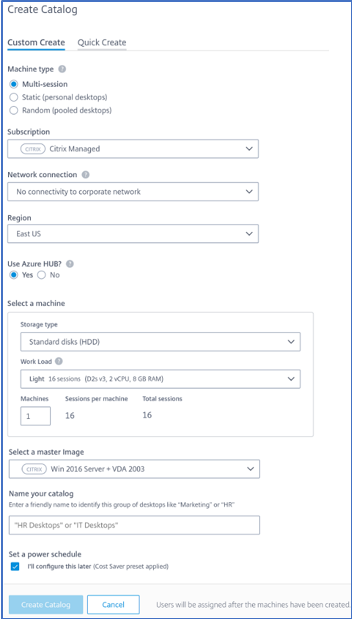 Create Catalog
Custom Create Quick Create
Machine type ?
Multi-session
Static (personal desktops)
Random (pooled desktops)
Subscription
CITRIX Citrix Managed
Network connection ?
No connectivity to corporate network
Region
East US
Use Azure HUB? ?
Yes No
Select a machine
Storage type
Standard disks (HDD)
Work Load ?
Light 16 sessions (D2s v3, 2 vCPU, 8 GB RAM)
Machines Sessions per machine Total sessions
1 16 16
Select a master Image
CITRIX Win 2016 Server + VDA 2003
Name your catalog
Enter a friendly name to identify this group of desktops like "Marketing" or "HR"
"HR Desktops" or "IT Desktops"
Set a power schedule
I'll configure this later (Cost Saver preset applied)
Create Catalog Cancel Users will be assigned after the machines have been created.